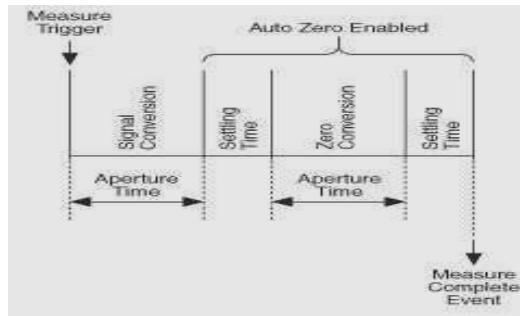 Measure
Trigger
Auto Zero Enabled
Signal
Conversion
Settling
Time
Zero
Conversion
Settling
Time
Aperture
Time
Aperture
Time
Measure
Complete
Event